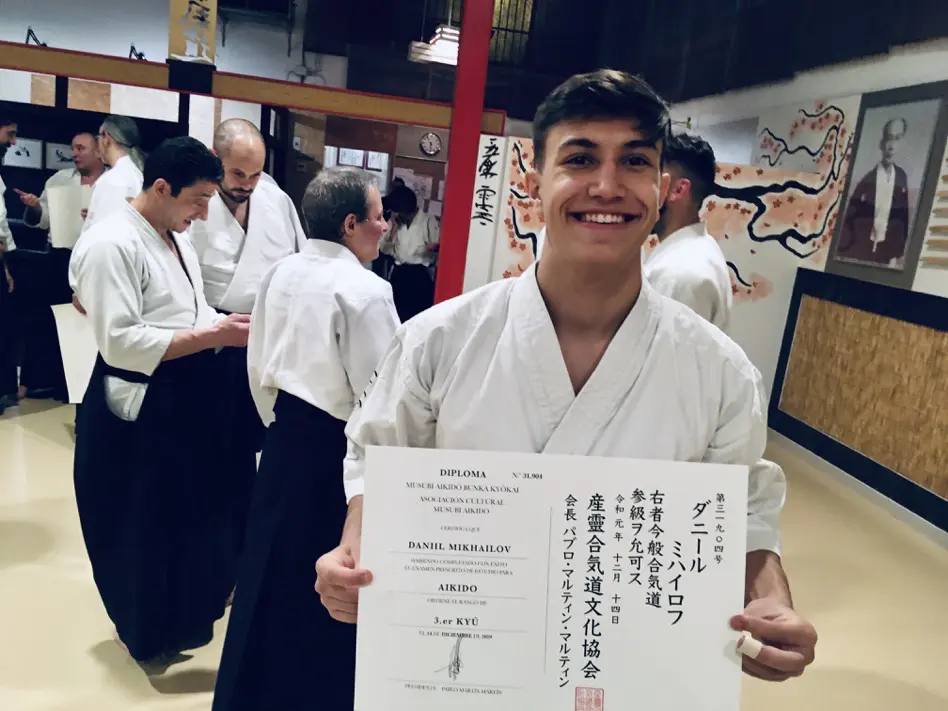 DIPLOMA Nº 31.904
MUSUBI AIKIDO BUNKA KYŌKAI
ASOCIACIÓN CULTURAL
MUSUBI AIKIDO
CERTIFICA QUE
DANIIL MIKHAILOV
HABIENDO COMPLETADO CON ÉXITO
EL EXAMEN PRESCRITO DE ESTUDIO PARA
AIKIDO
OBTIENE EL RANGO DE
3.er KYŪ
EL 14 DE DICIEMBRE DE 2019
PRESIDENTE PABLO MARTÍN MARTÍN
第三一九〇四号
ダニール
ミハイロフ
右者今般合気道
参級ヲ允可ス
令和元年 十二月 十四日
産靈合気道文化協会
会長 パブロ・マルティン・マルティン